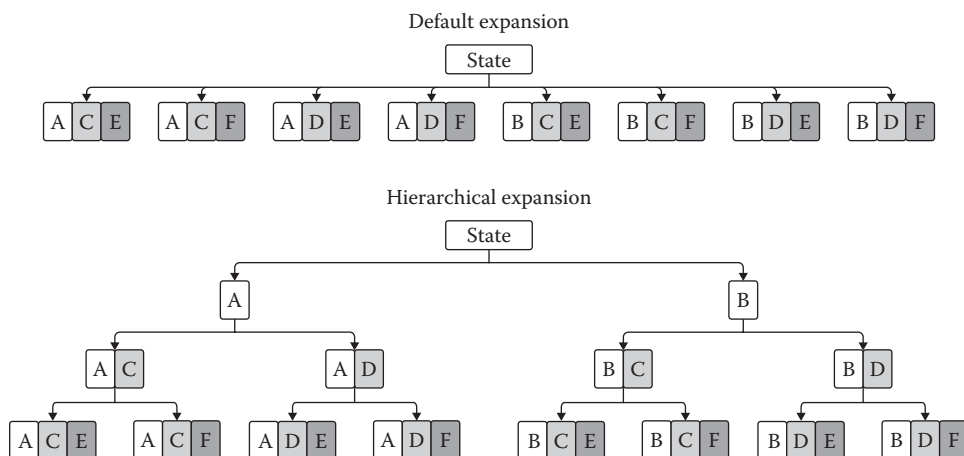 Default expansion
State
A C E A C F A D E A D F B C E B C F B D E B D F
Hierarchical expansion
State
A B
A C A D B C B D
A C E A C F A D E A D F B C E B C F B D E B D F